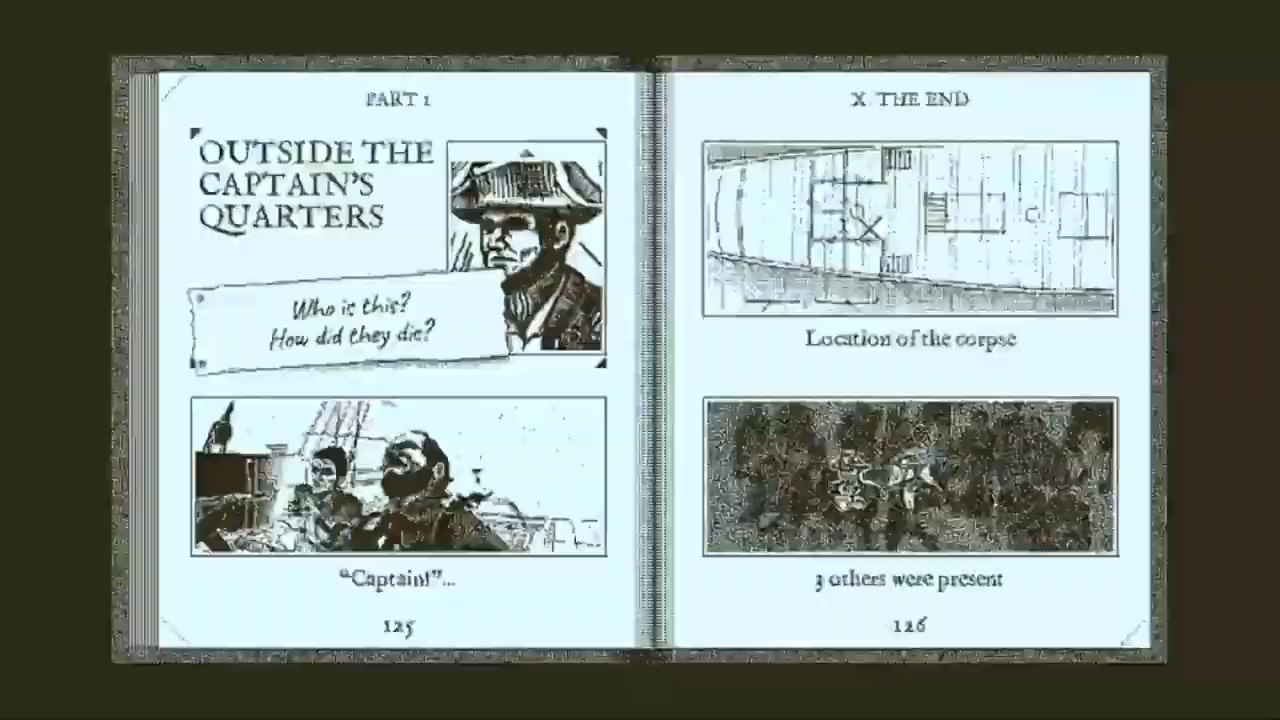 PART 1
OUTSIDE THE
CAPTAIN'S
QUARTERS
Who is this?
How did they die?
"Captain!"...
125
X. THE END
Location of the corpse
3 others were present
126